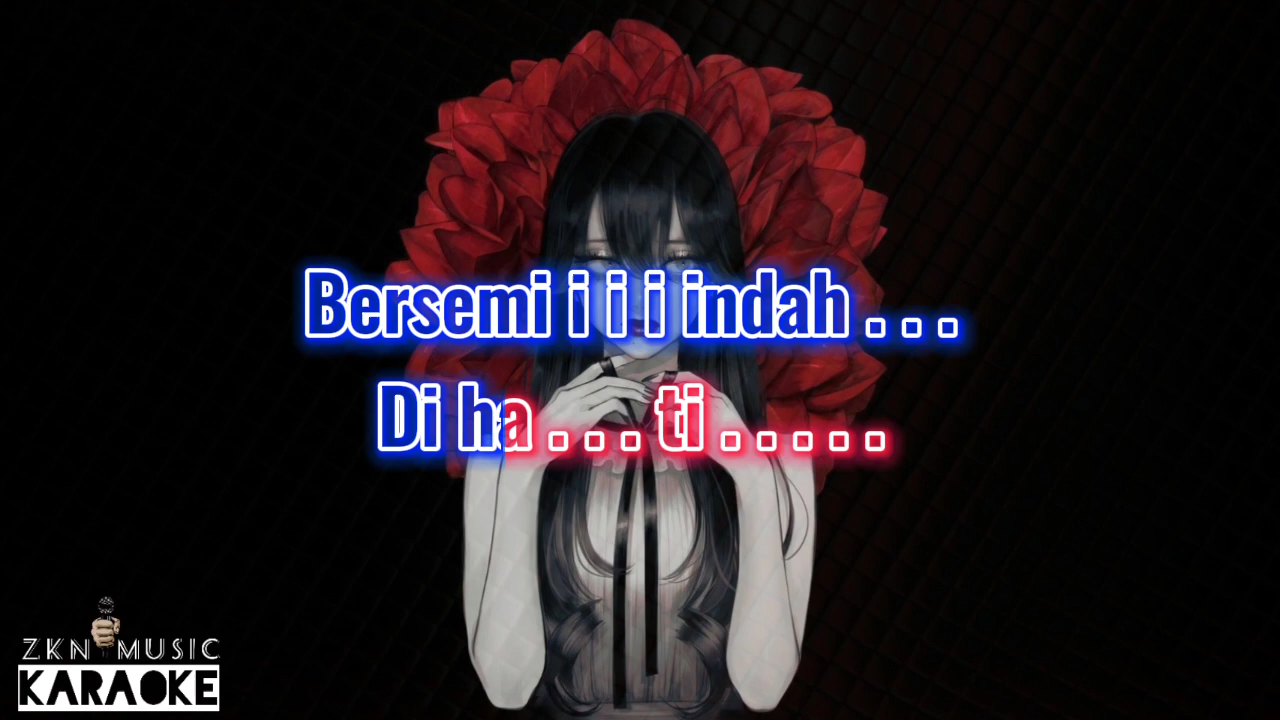 Bersemi i i i indah . . .
Di ha . . . ti . . . . .
ZKN MUSIC
KARAOKE